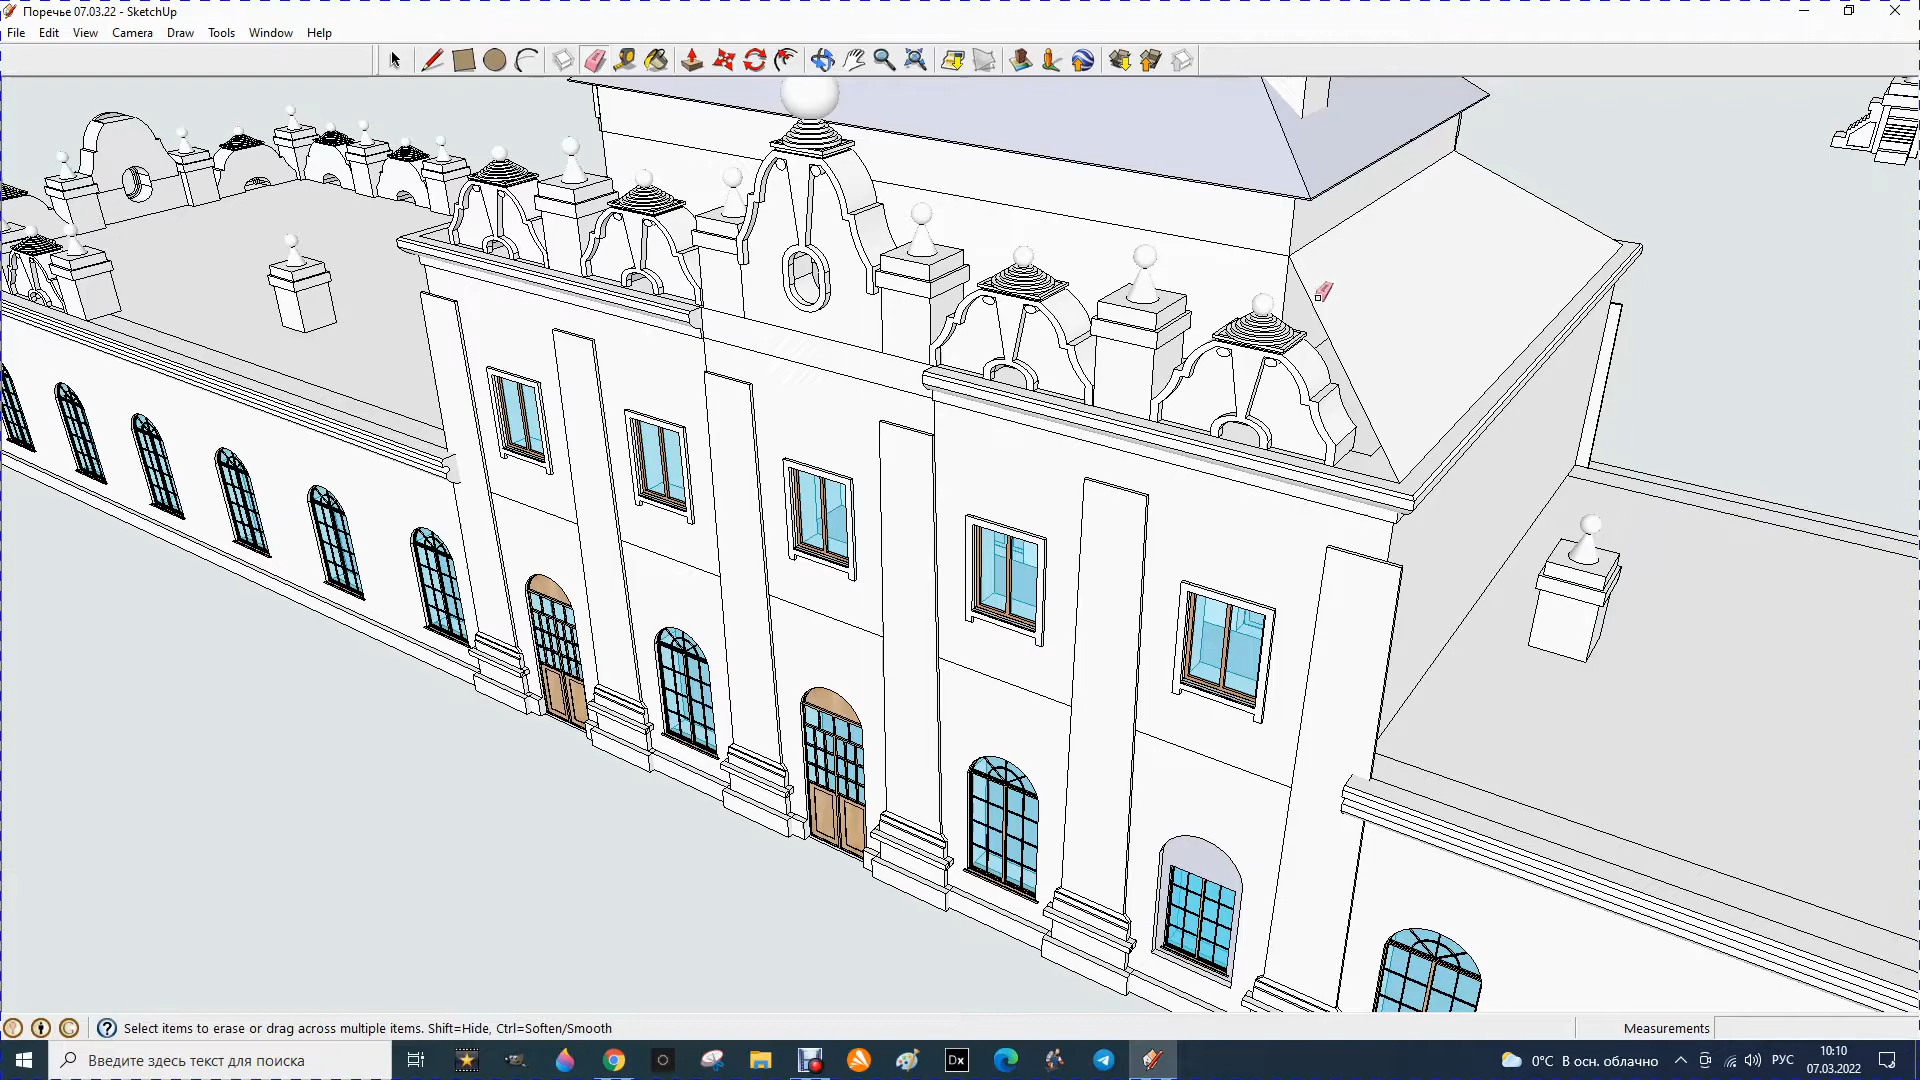 Поречье 07.03.22 - SketchUp
File Edit View Camera Draw Tools Window Help
Select items to erase or drag across multiple items. Shift=Hide, Ctrl=Soften/Smooth
Measurements
Введите здесь текст для поиска
Dx
0°C В осн. облачно
РУС
10:10
07.03.2022